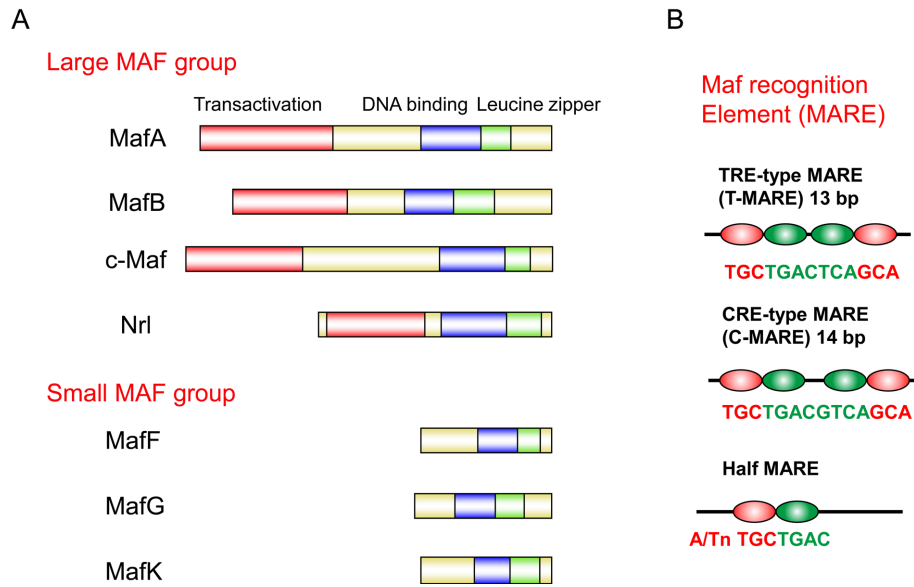 A
Large MAF group
Transactivation DNA binding Leucine zipper
MafA
MafB
c-Maf
Nrl
Small MAF group
MafF
MafG
MafK
B
Maf recognition
Element (MARE)
TRE-type MARE
(T-MARE) 13 bp
TGCTGACTCAGCA
CRE-type MARE
(C-MARE) 14 bp
TGCTGACGTCAGCA
Half MARE
A/Tn TGCTGAC